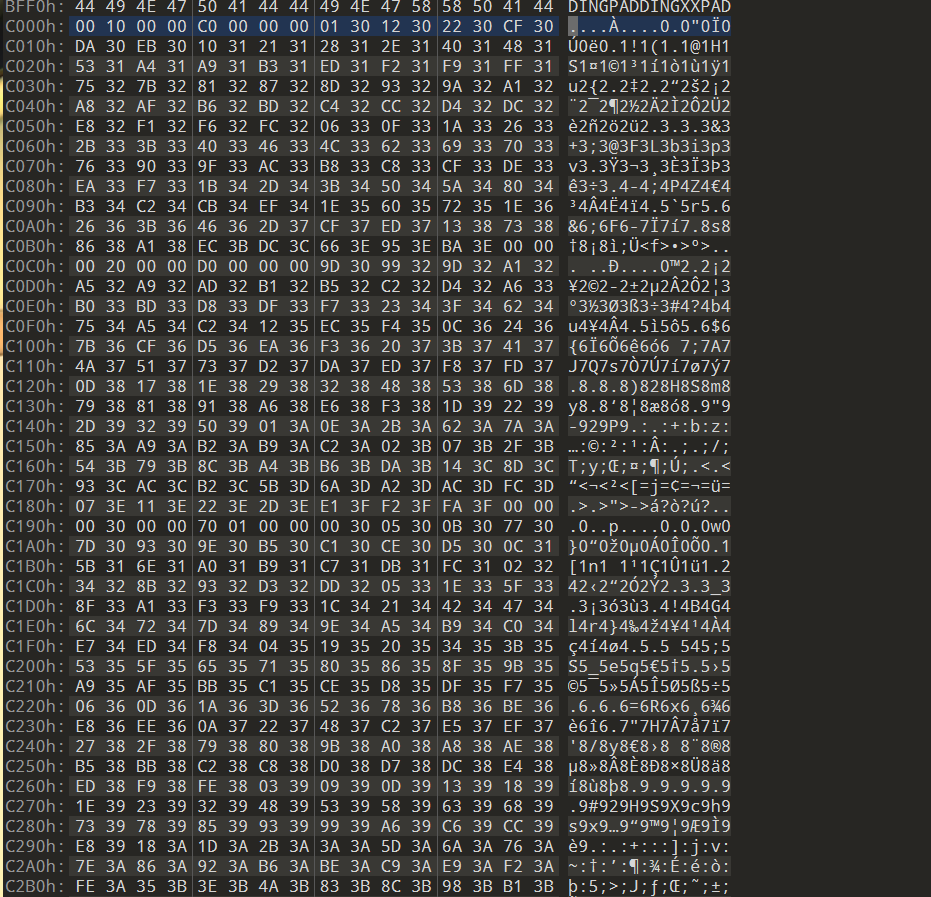 BFF0h: 44 49 4E 47 50 41 44 44 49 4E 47 58 58 50 41 44 DINGPADDINGXXPAD
C000h: 00 10 00 00 C0 00 00 00 01 30 12 30 22 30 CF 30 ....À....0.0"0Ï0
C010h: DA 30 EB 30 10 31 21 31 28 31 2E 31 40 31 48 31 Ú0ë0.1!1(1.1@1H1
C020h: 53 31 A4 31 A9 31 B3 31 ED 31 F2 31 F9 31 FF 31 S1¤1©1³1í1ò1ù1ÿ1
C030h: 75 32 7B 32 81 32 87 32 8D 32 93 32 9A 32 A1 32 u2{2.2‡2.2“2š2¡2
C040h: A8 32 AF 32 B6 32 BD 32 C4 32 CC 32 D4 32 DC 32 ¨2¯2¶2½2Ä2Ì2Ô2Ü2
C050h: E8 32 F1 32 F6 32 FC 32 06 33 0F 33 1A 33 26 33 è2ñ2ö2ü2.3.3.3&3
C060h: 2B 33 3B 33 40 33 46 33 4C 33 62 33 69 33 70 33 +3;3@3F3L3b3i3p3
C070h: 76 33 90 33 9F 33 AC 33 B8 33 C8 33 CF 33 DE 33 v3.3Ÿ3¬3¸3È3Ï3Þ3
C080h: EA 33 F7 33 1B 34 2D 34 3B 34 50 34 5A 34 80 34 ê3÷3.4-4;4P4Z4€4
C090h: B3 34 C2 34 CB 34 EF 34 1E 35 60 35 72 35 1E 36 ³4Â4Ë4ï4.5`5r5.6
C0A0h: 26 36 3B 36 46 36 2D 37 CF 37 ED 37 13 38 73 38 &6;6F6-7Ï7í7.8s8
C0B0h: 86 38 A1 38 EC 3B DC 3C 66 3E 95 3E BA 3E 00 00 †8¡8ì;Ü<f>•>º>..
C0C0h: 00 20 00 00 D0 00 00 00 9D 30 99 32 9D 32 A1 32 . ..Ð....0™2.2¡2
C0D0h: A5 32 A9 32 AD 32 B1 32 B5 32 C2 32 D4 32 A6 33 ¥2©2-2±2µ2Â2Ô2¦3
C0E0h: B0 33 BD 33 D8 33 DF 33 F7 33 23 34 3F 34 62 34 °3½3Ø3ß3÷3#4?4b4
C0F0h: 75 34 A5 34 C2 34 12 35 EC 35 F4 35 0C 36 24 36 u4¥4Â4.5ì5ô5.6$6
C100h: 7B 36 CF 36 D5 36 EA 36 F3 36 20 37 3B 37 41 37 {6Ï6Õ6ê6ó6 7;7A7
C110h: 4A 37 51 37 73 37 D2 37 DA 37 ED 37 F8 37 FD 37 J7Q7s7Ò7Ú7í7ø7ý7
C120h: 0D 38 17 38 1E 38 29 38 32 38 48 38 53 38 6D 38 .8.8.8)828H8S8m8
C130h: 79 38 81 38 91 38 A6 38 E6 38 F3 38 1D 39 22 39 y8.8‘8¦8æ8ó8.9"9
C140h: 2D 39 32 39 50 39 01 3A 0E 3A 2B 3A 62 3A 7A 3A -929P9.:.:+:b:z:
C150h: 85 3A A9 3A B2 3A B9 3A C2 3A 02 3B 07 3B 2F 3B …:©:²:¹:Â:.;.;/;
C160h: 54 3B 79 3B 8C 3B A4 3B B6 3B DA 3B 14 3C 8D 3C T;y;Œ;¤;¶;Ú;.<.<
C170h: 93 3C AC 3C B2 3C 5B 3D 6A 3D A2 3D AC 3D FC 3D “<¬<²<[=j=¢=¬=ü=
C180h: 07 3E 11 3E 22 3E 2D 3E E1 3F F2 3F FA 3F 00 00 .>.>">->á?ò?ú?..
C190h: 00 30 00 00 70 01 00 00 00 30 05 30 0B 30 77 30 .0..p....0.0.0w0
C1A0h: 7D 30 93 30 9E 30 B5 30 C1 30 CE 30 D5 30 0C 31 }0“0ž0µ0Á0Î0Õ0.1
C1B0h: 5B 31 6E 31 A0 31 B9 31 C7 31 DB 31 FC 31 02 32 [1n1 1¹1Ç1Û1ü1.2
C1C0h: 34 32 8B 32 93 32 D3 32 DD 32 05 33 1E 33 5F 33 42‹2“2Ó2Ý2.3.3_3
C1D0h: 8F 33 A1 33 F3 33 F9 33 1C 34 21 34 42 34 47 34 .3¡3ó3ù3.4!4B4G4
C1E0h: 6C 34 72 34 7D 34 89 34 9E 34 A5 34 B9 34 C0 34 l4r4}4‰4ž4¥4¹4À4
C1F0h: E7 34 ED 34 F8 34 04 35 19 35 20 35 34 35 3B 35 ç4í4ø4.5.5 545;5
C200h: 53 35 5F 35 65 35 71 35 80 35 86 35 8F 35 9B 35 S5_5e5q5€5†5.5›5
C210h: A9 35 AF 35 BB 35 C1 35 CE 35 D8 35 DF 35 F7 35 ©5¯5»5Á5Î5Ø5ß5÷5
C220h: 06 36 0D 36 1A 36 3D 36 52 36 78 36 B8 36 BE 36 .6.6.6=6R6x6¸6¾6
C230h: E8 36 EE 36 0A 37 22 37 48 37 C2 37 E5 37 EF 37 è6î6.7"7H7Â7å7ï7
C240h: 27 38 2F 38 79 38 80 38 9B 38 A0 38 A8 38 AE 38 '8/8y8€8›8 8¨8®8
C250h: B5 38 BB 38 C2 38 C8 38 D0 38 D7 38 DC 38 E4 38 µ8»8Â8È8Ð8×8Ü8ä8
C260h: ED 38 F9 38 FE 38 03 39 09 39 0D 39 13 39 18 39 í8ù8þ8.9.9.9.9.9
C270h: 1E 39 23 39 32 39 48 39 53 39 58 39 63 39 68 39 .9#929H9S9X9c9h9
C280h: 73 39 78 39 85 39 93 39 99 39 A6 39 C6 39 CC 39 s9x9…9“9™9¦9Æ9Ì9
C290h: E8 39 18 3A 1D 3A 2B 3A 3A 3A 5D 3A 6A 3A 76 3A è9.:.:+:::]:j:v:
C2A0h: 7E 3A 86 3A 92 3A B6 3A BE 3A C9 3A E9 3A F2 3A ~:†:’:¶:¾:É:é:ò:
C2B0h: FE 3A 35 3B 3E 3B 4A 3B 83 3B 8C 3B 98 3B B1 3B þ:5;>;J;ƒ;Œ;˜;±;